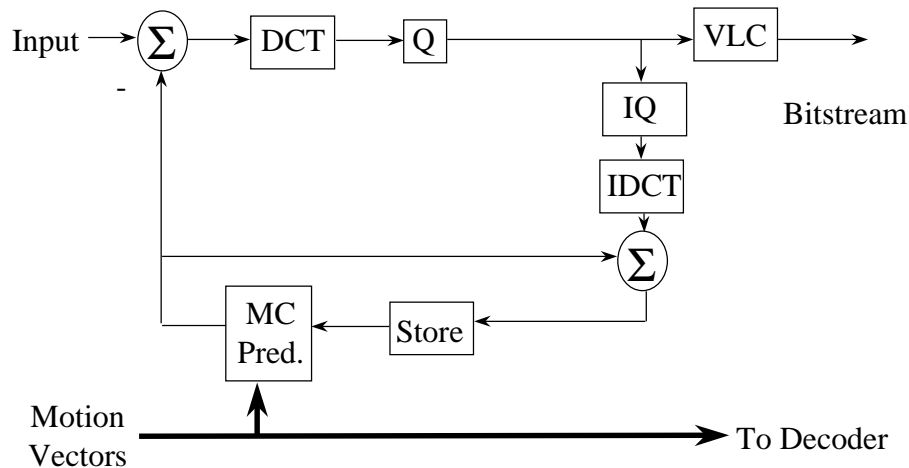 Input
Σ
DCT
Q
VLC
-
IQ
Bitstream
IDCT
Σ
MC
Pred.
Store
Motion
Vectors
To Decoder